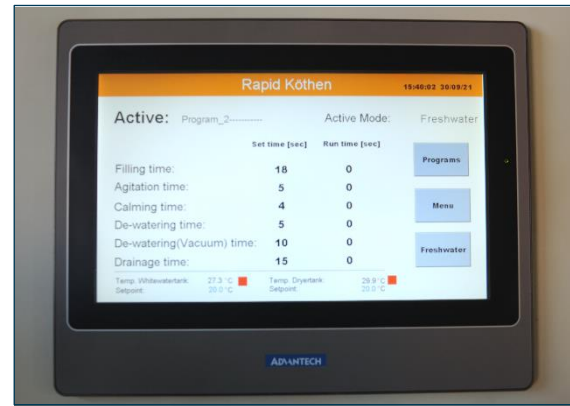 Rapid Köthen 15:40:02 30/09/21
Active: Program_2---------- Active Mode: Freshwater
Set time [sec] Run time [sec]
Programs
Filling time: 18 0
Agitation time: 5 0
Calming time: 4 0
Menu
De-watering time: 5 0
De-watering(Vacuum) time: 10 0
Freshwater
Drainage time: 15 0
Temp. Whitewatertank: 27.3 °C Temp. Dryertank: 29.9 °C
Setpoint: 20.0 °C Setpoint: 20.0 °C
ADVANTECH